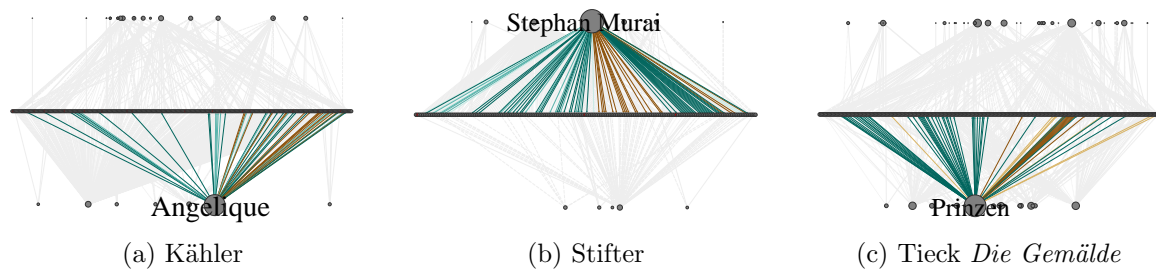 Stephan Murai
Angelique
Prinzen
(a) Kähler
(b) Stifter
(c) Tieck Die Gemälde